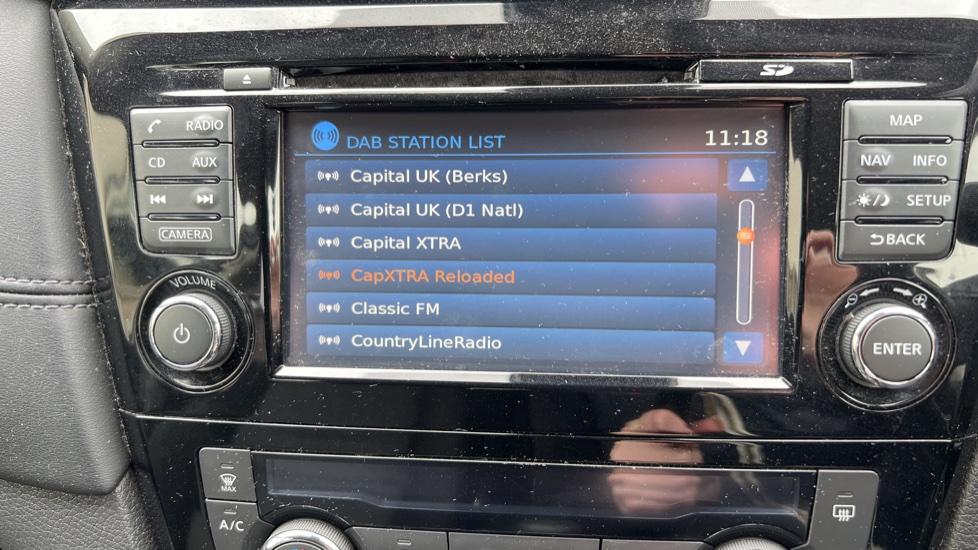 SD
RADIO
CD AUX
CAMERA
VOLUME
DAB STATION LIST 11:18
Capital UK (Berks)
Capital UK (D1 Natl)
Capital XTRA
CapXTRA Reloaded
Classic FM
CountryLineRadio
MAP
NAV INFO
SETUP
BACK
ENTER
MAX
A/C